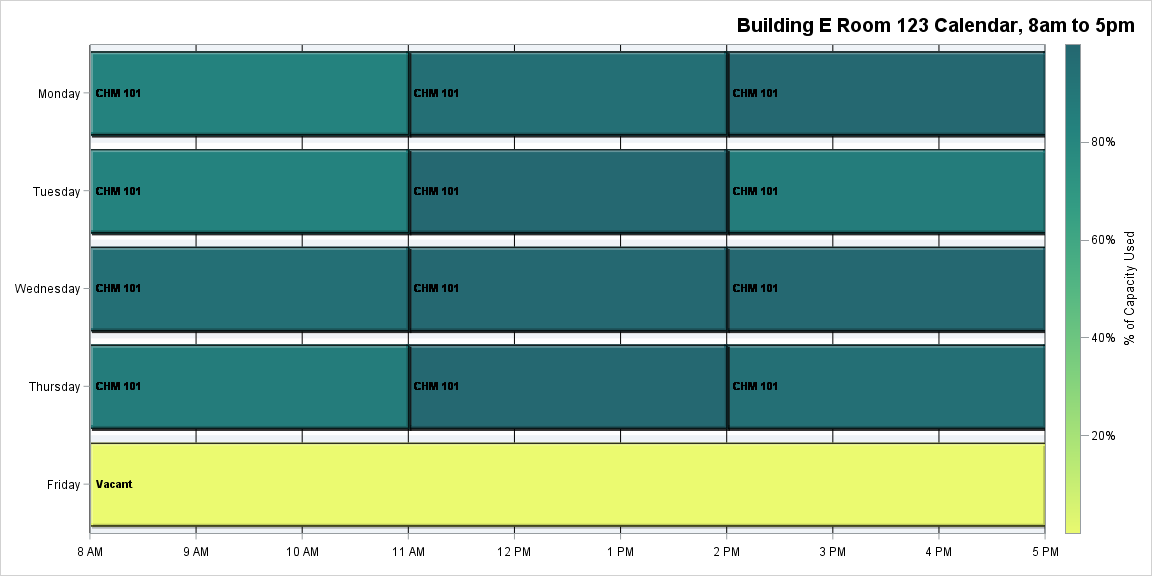 Building E Room 123 Calendar, 8am to 5pm
Monday
CHM 101
CHM 101
CHM 101
Tuesday
CHM 101
CHM 101
CHM 101
Wednesday
CHM 101
CHM 101
CHM 101
Thursday
CHM 101
CHM 101
CHM 101
Friday
Vacant
8 AM
9 AM
10 AM
11 AM
12 PM
1 PM
2 PM
3 PM
4 PM
5 PM
80%
60%
40%
20%
% of Capacity Used